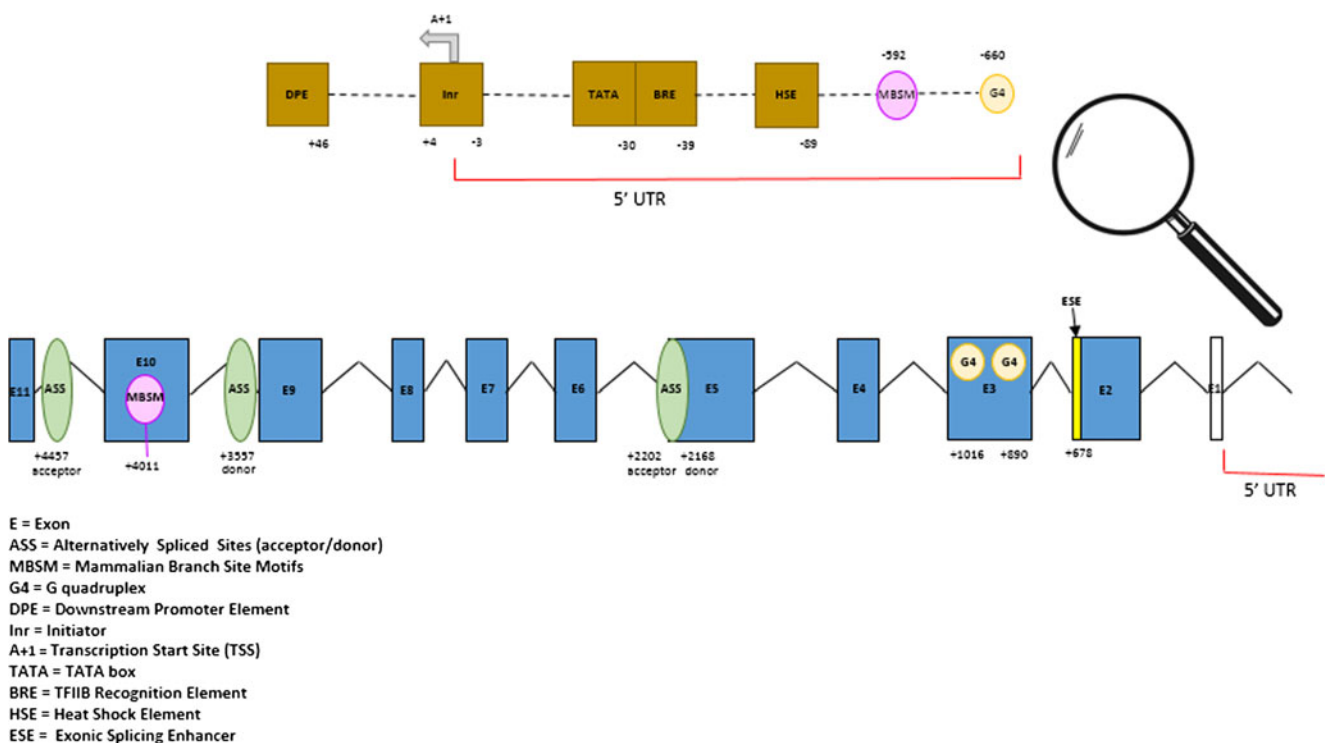 A+1
-592
-660
DPE
Inr
TATA
BRE
HSE
MBSM
G4
+46
+4
-3
-30
-39
-89
5' UTR
ESE
E11
ASS
E10
MBSM
ASS
E9
E8
E7
E6
ASS
E5
E4
G4
G4
E3
E2
E1
+4457
acceptor
+4011
+3557
donor
+2202
acceptor
+2168
donor
+1016
+890
+678
5' UTR
E = Exon
ASS = Alternatively Spliced Sites (acceptor/donor)
MBSM = Mammalian Branch Site Motifs
G4 = G quadruplex
DPE = Downstream Promoter Element
Inr = Initiator
A+1 = Transcription Start Site (TSS)
TATA = TATA box
BRE = TFIIB Recognition Element
HSE = Heat Shock Element
ESE = Exonic Splicing Enhancer